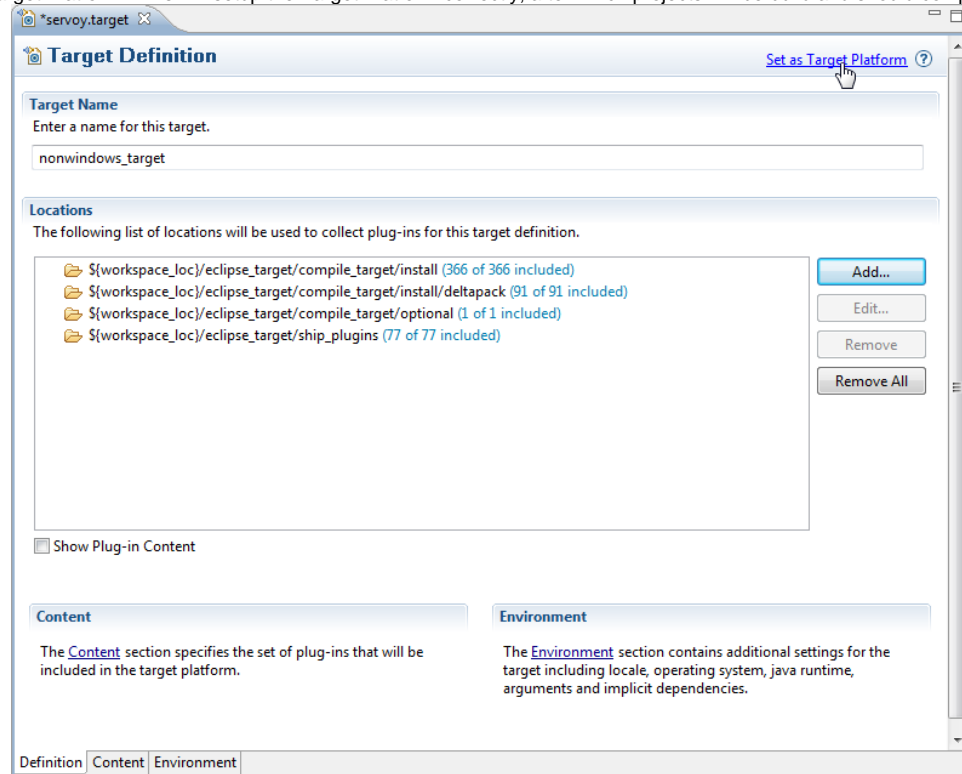 *servoy.target
Target Definition
Set as Target Platform
Target Name
Enter a name for this target.
nonwindows_target
Locations
The following list of locations will be used to collect plug-ins for this target definition.
${workspace_loc}/eclipse_target/compile_target/install (366 of 366 included)
${workspace_loc}/eclipse_target/compile_target/install/deltapack (91 of 91 included)
${workspace_loc}/eclipse_target/compile_target/optional (1 of 1 included)
${workspace_loc}/eclipse_target/ship_plugins (77 of 77 included)
Add...
Edit...
Remove
Remove All
Show Plug-in Content
Content
The Content section specifies the set of plug-ins that will be
included in the target platform.
Environment
The Environment section contains additional settings for the
target including locale, operating system, java runtime,
arguments and implicit dependencies.
Definition Content Environment